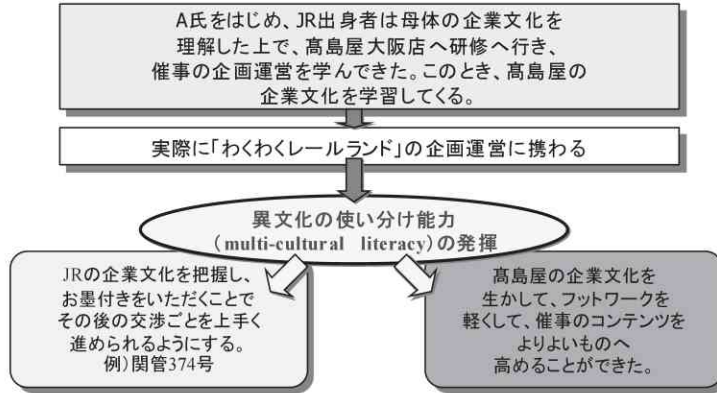 A氏をはじめ、JR出身者は母体の企業文化を
理解した上で、髙島屋大阪店へ研修へ行き、
催事の企画運営を学んできた。このとき、髙島屋の
企業文化を学習してくる。
実際に「わくわくレールランド」の企画運営に携わる
異文化の使い分け能力
（multi-cultural literacy）の発揮
JRの企業文化を把握し、
お墨付きをいただくことで
その後の交渉ごとを上手く
進められるようにする。
例）関管374号
髙島屋の企業文化を
生かして、フットワークを
軽くして、催事のコンテンツを
よりよいものへ
高めることができた。